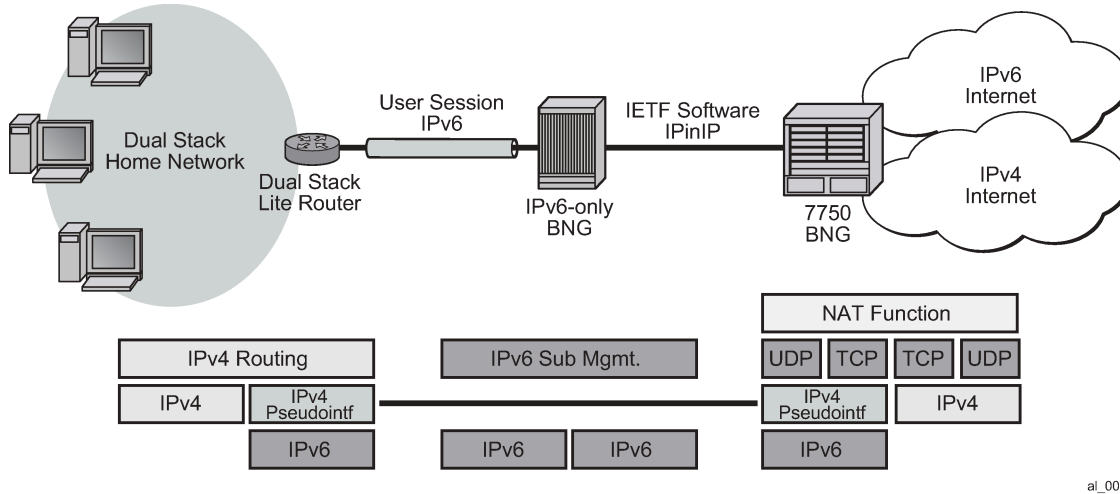 User Session
IPv6
IETF Software
IPinIP
IPv6
Internet
Dual Stack
Home Network
Dual Stack
Lite Router
IPv6-only
BNG
7750
BNG
IPv4
Internet
NAT Function
IPv4 Routing
IPv6 Sub Mgmt.
UDP
TCP
TCP
UDP
IPv4
IPv4
Pseudointf
IPv4
Pseudointf
IPv4
IPv6
IPv6
IPv6
IPv6
al_00